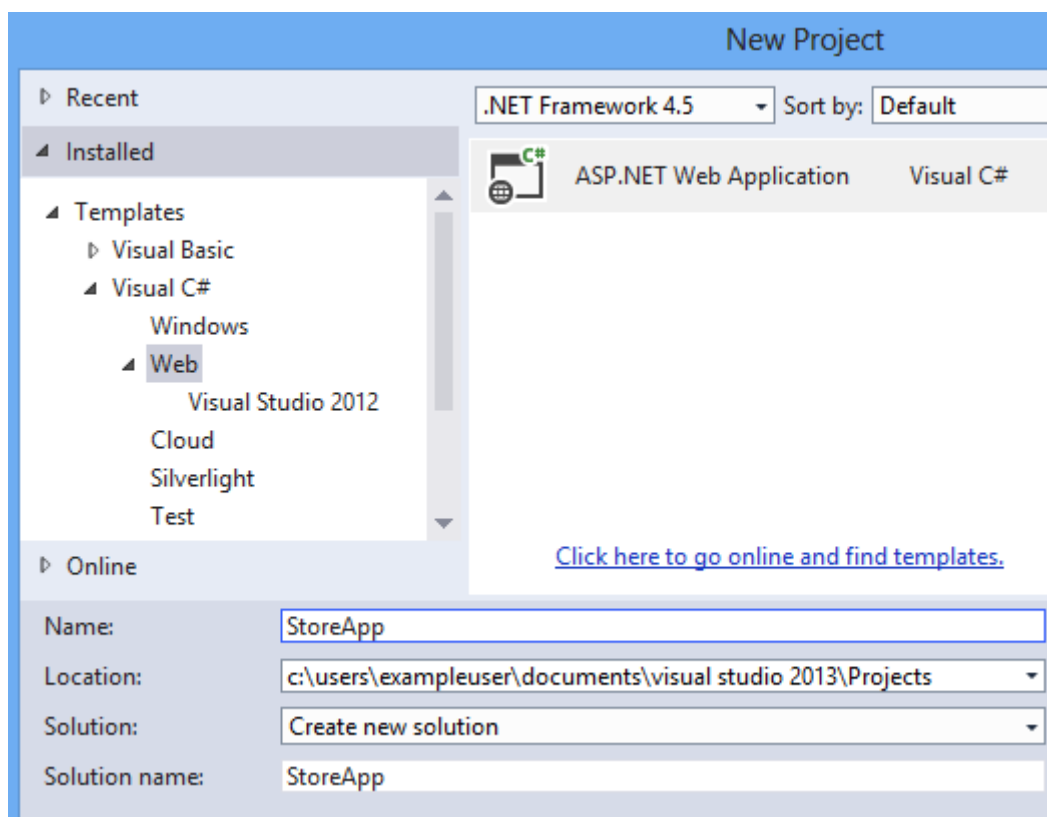 New Project
Recent
.NET Framework 4.5 Sort by: Default
Installed
C# ASP.NET Web Application Visual C#
Templates
Visual Basic
Visual C#
Windows
Web
Visual Studio 2012
Cloud
Silverlight
Test
Click here to go online and find templates.
Online
Name: StoreApp
Location: c:\users\exampleuser\documents\visual studio 2013\Projects
Solution: Create new solution
Solution name: StoreApp